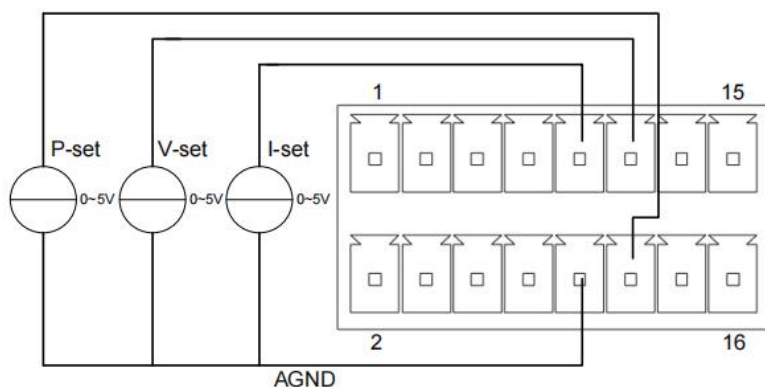 1 15
P-set V-set I-set
0~5V 0~5V 0~5V
2 16
AGND